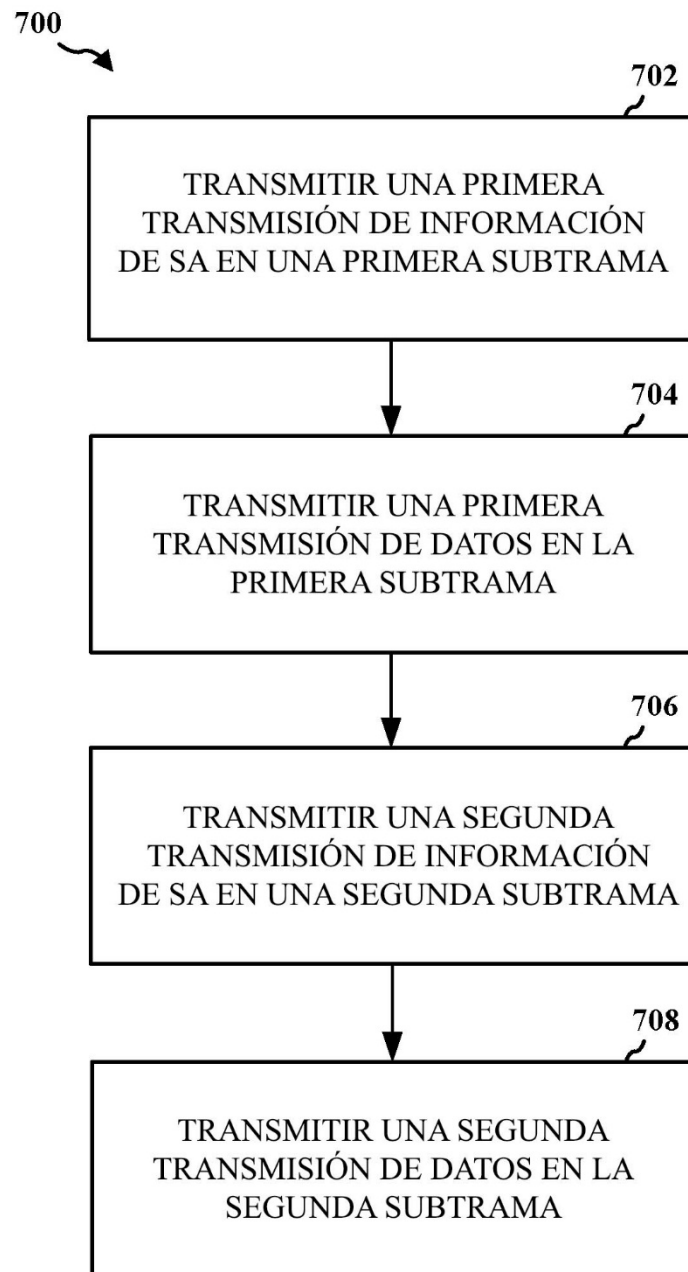 700
702
TRANSMITIR UNA PRIMERA
TRANSMISIÓN DE INFORMACIÓN
DE SA EN UNA PRIMERA SUBTRAMA
704
TRANSMITIR UNA PRIMERA
TRANSMISIÓN DE DATOS EN LA
PRIMERA SUBTRAMA
706
TRANSMITIR UNA SEGUNDA
TRANSMISIÓN DE INFORMACIÓN
DE SA EN UNA SEGUNDA SUBTRAMA
708
TRANSMITIR UNA SEGUNDA
TRANSMISIÓN DE DATOS EN LA
SEGUNDA SUBTRAMA